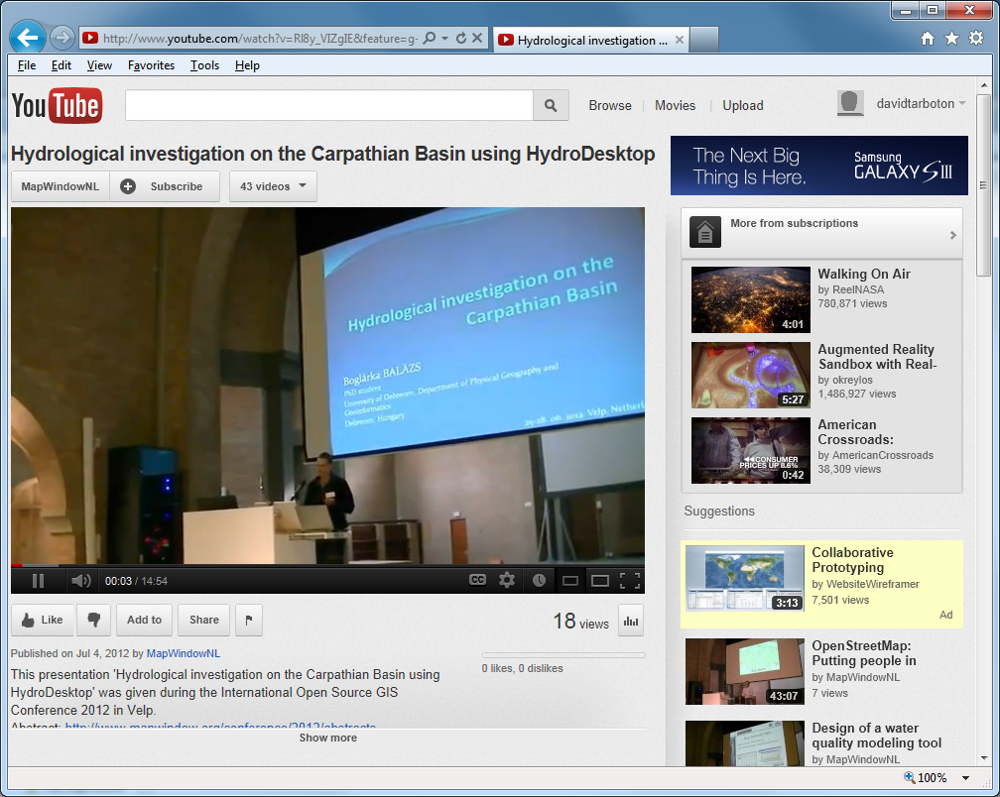 http://www.youtube.com/watch?v=RI8y_VIZgIE&feature=g-
Hydrological investigation ...
File Edit View Favorites Tools Help
YouTube
Browse Movies Upload
davidtarboton
Hydrological investigation on the Carpathian Basin using HydroDesktop
MapWindowNL
Subscribe
43 videos
The Next Big
Thing Is Here.
Samsung
GALAXY SIII
Hydrological investigation on the
Carpathian Basin
Boglárka BALÁZS
PhD student
University of Debrecen, Department of Physical Geography and
Geoinformatics
Debrecen, Hungary
25-28. 06. 2012. Velp, Netherl
00:03 / 14:54
CC
Like
Add to
Share
18 views
Published on Jul 4, 2012 by MapWindowNL
0 likes, 0 dislikes
This presentation 'Hydrological investigation on the Carpathian Basin using
HydroDesktop' was given during the International Open Source GIS
Conference 2012 in Velp.
Abstract: http://www.mapwindow.org/conference/2012/abstracts
Show more
More from subscriptions
Walking On Air
by ReelNASA
780,871 views
4:01
Augmented Reality
Sandbox with Real-
by okreylos
1,486,927 views
5:27
American
Crossroads:
by AmericanCrossroads
38,309 views
CONSUMER
PRICES UP 8.6%
0:42
Suggestions
Collaborative
Prototyping
by WebsiteWireframer
7,501 views
3:13
Ad
OpenStreetMap:
Putting people in
by MapWindowNL
7 views
43:07
Design of a water
quality modeling tool
by MapWindowNL
100%